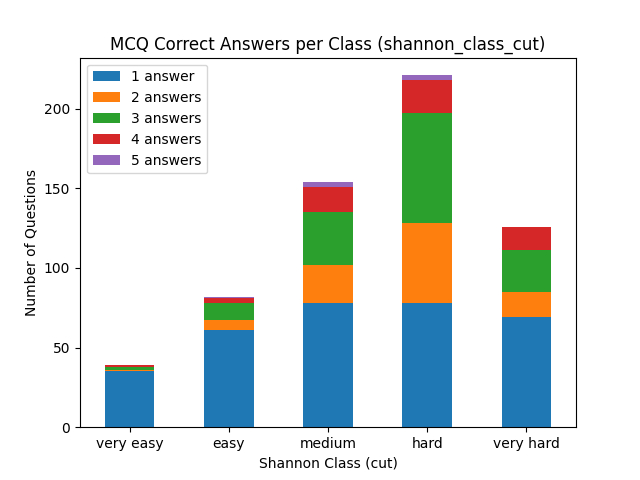 MCQ Correct Answers per Class (shannon_class_cut)
1 answer
2 answers
3 answers
4 answers
5 answers
Number of Questions
200
150
100
50
0
very easy
easy
medium
hard
very hard
Shannon Class (cut)